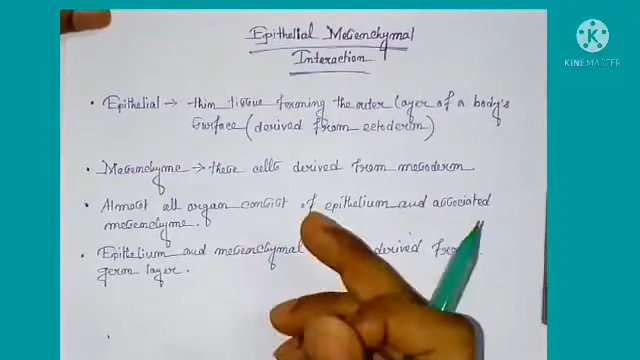 Epithelial Mesenchymal
Interaction
• Epithelial → thin tissue forming the outer layer of a body's
surface (derived from ectoderm)
• Mesenchyme → these cells derived from mesoderm
• Almost all organ consist of epithelium and associated
mesenchyme.
• Epithelium and mesenchymal derived from
germ layer.
K
KINEMASTER